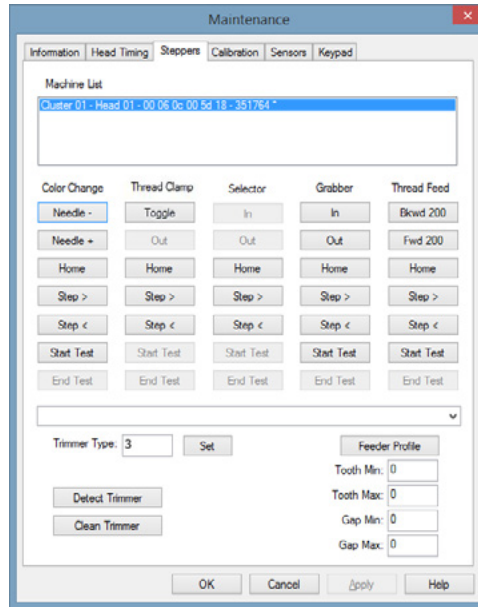 Maintenance
Information Head Timing Steppers Calibration Sensors Keypad
Machine List
Cluster 01 - Head 01 - 00 06 0c 00 5d 18 - 351764 *
Color Change Thread Clamp Selector Grabber Thread Feed
Needle - Toggle In In Bkwd 200
Needle + Out Out Out Fwd 200
Home Home Home Home Home
Step > Step > Step > Step > Step >
Step < Step < Step < Step < Step <
Start Test Start Test Start Test Start Test Start Test
End Test End Test End Test End Test End Test
Trimmer Type: 3 Set Feeder Profile
Tooth Min: 0
Detect Trimmer Tooth Max: 0
Clean Trimmer Gap Min: 0
Gap Max: 0
OK Cancel Apply Help